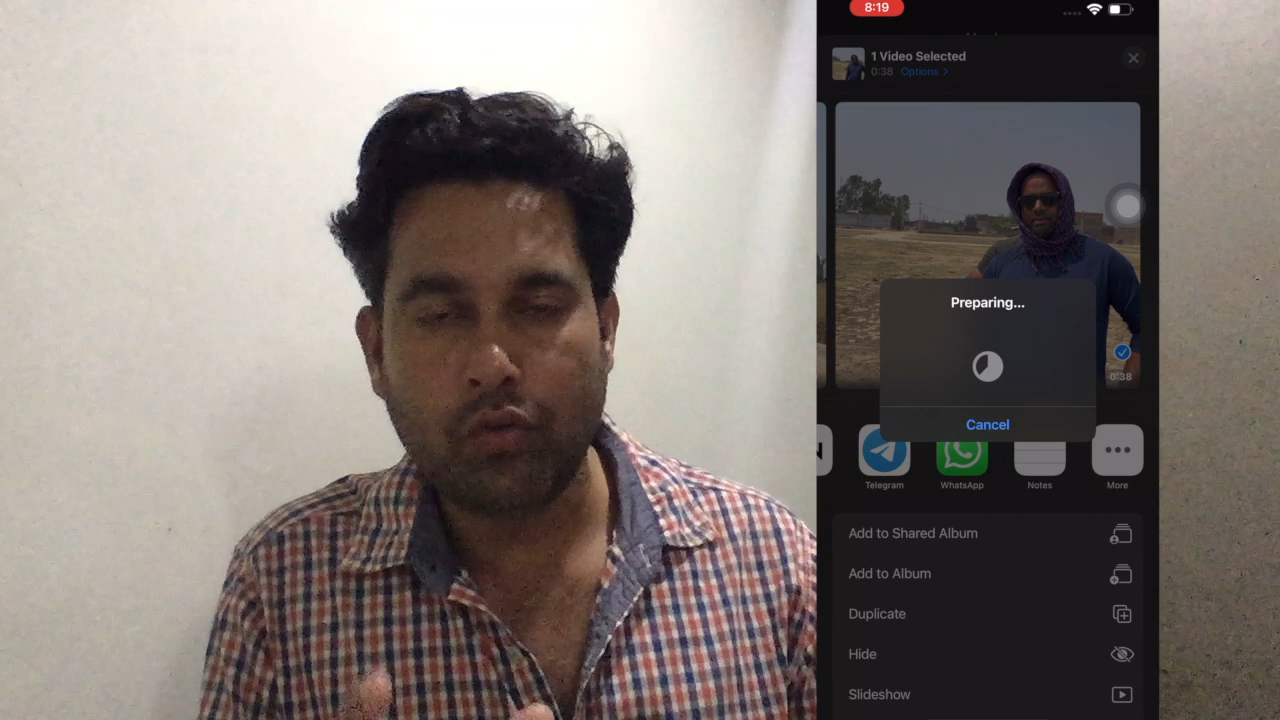 8:19
1 Video Selected
0:38 Options >
Preparing...
0:38
Cancel
N
Telegram
WhatsApp
Notes
More
Add to Shared Album
Add to Album
Duplicate
Hide
Slideshow